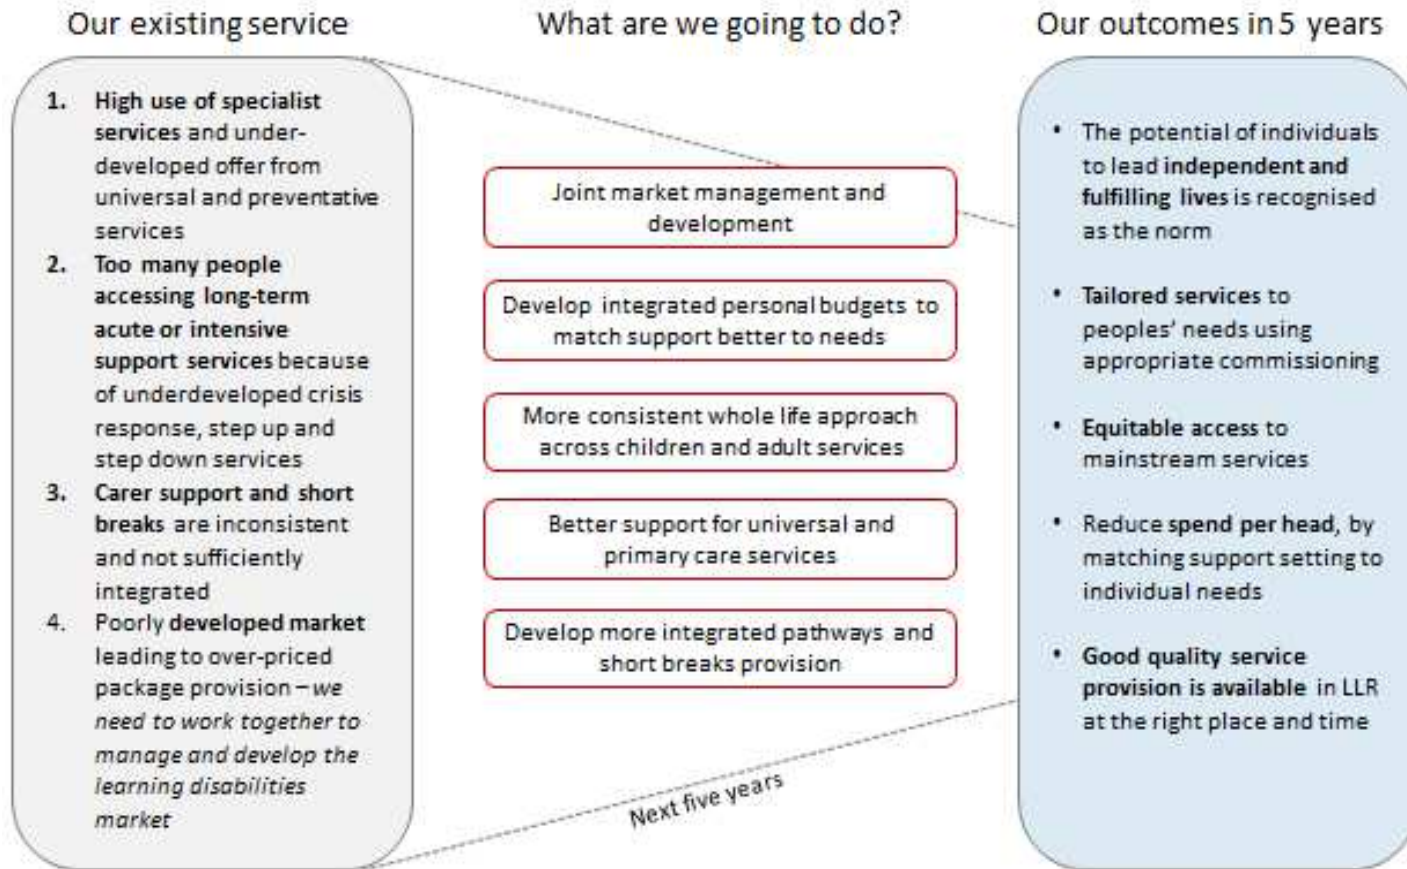 Our existing service
1. High use of specialist
services and under-
developed offer from
universal and preventative
services
2. Too many people
accessing long-term
acute or intensive
support services because
of underdeveloped crisis
response, step up and
step down services
3. Carer support and short
breaks are inconsistent
and not sufficiently
integrated
4. Poorly developed market
leading to over-priced
package provision – we
need to work together to
manage and develop the
learning disabilities
market
What are we going to do?
Joint market management and
development
Develop integrated personal budgets to
match support better to needs
More consistent whole life approach
across children and adult services
Better support for universal and
primary care services
Develop more integrated pathways and
short breaks provision
Next five years
Our outcomes in 5 years
• The potential of individuals
to lead independent and
fulfilling lives is recognised
as the norm
• Tailored services to
peoples’ needs using
appropriate commissioning
• Equitable access to
mainstream services
• Reduce spend per head, by
matching support setting to
individual needs
• Good quality service
provision is available in LLR
at the right place and time